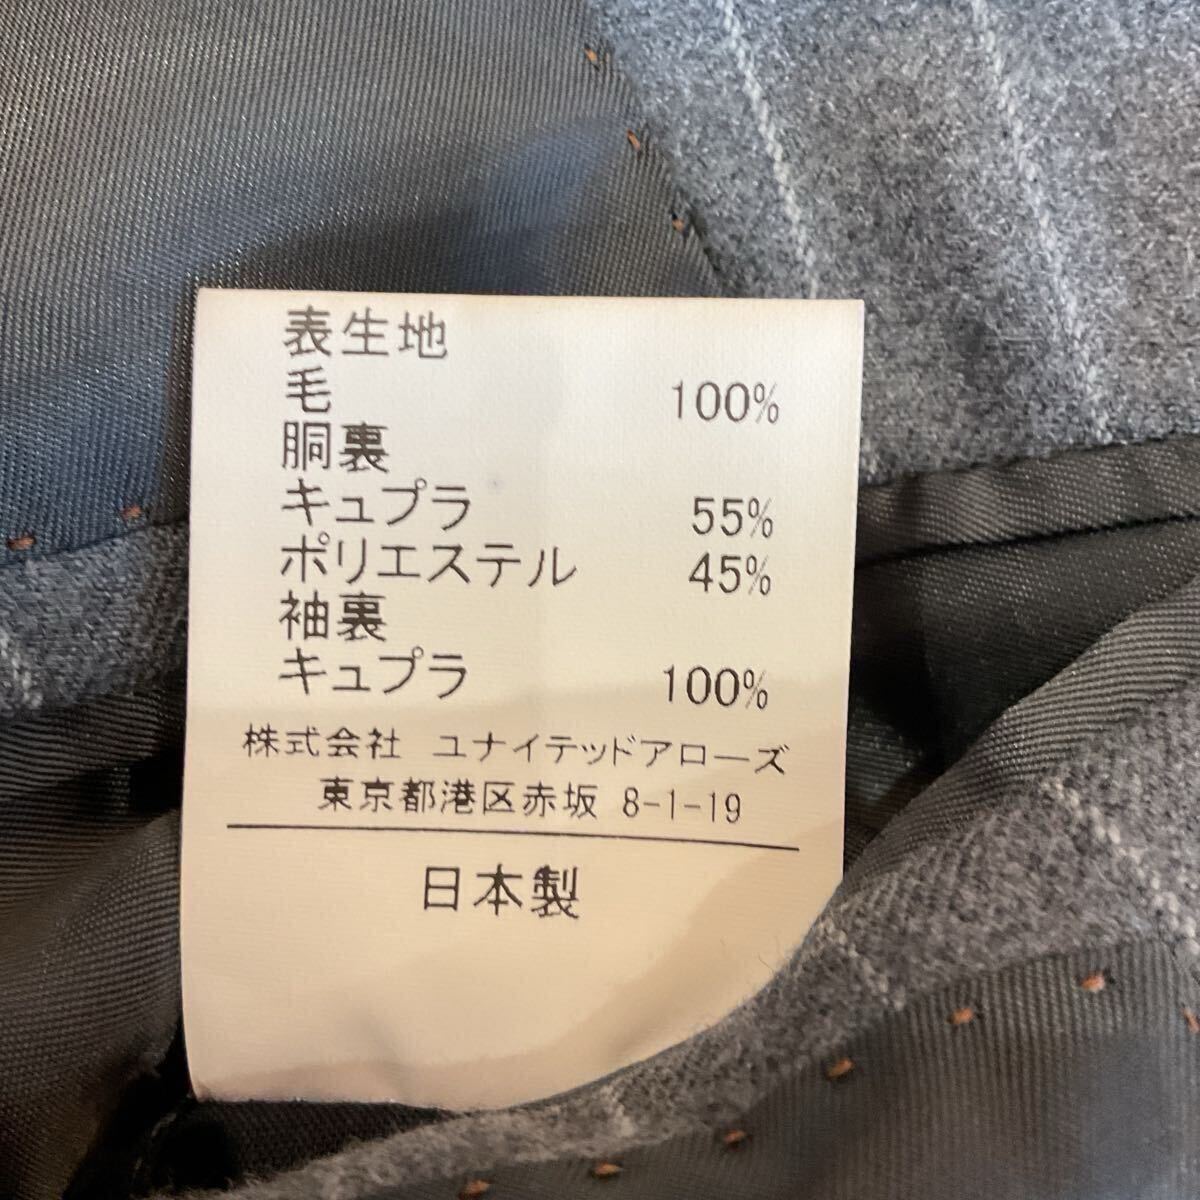 表生地
毛 100%
胴裏
キュプラ 55%
ポリエステル 45%
袖裏
キュプラ 100%
株式会社 ユナイテッドアローズ
東京都港区赤坂 8-1-19
日本製